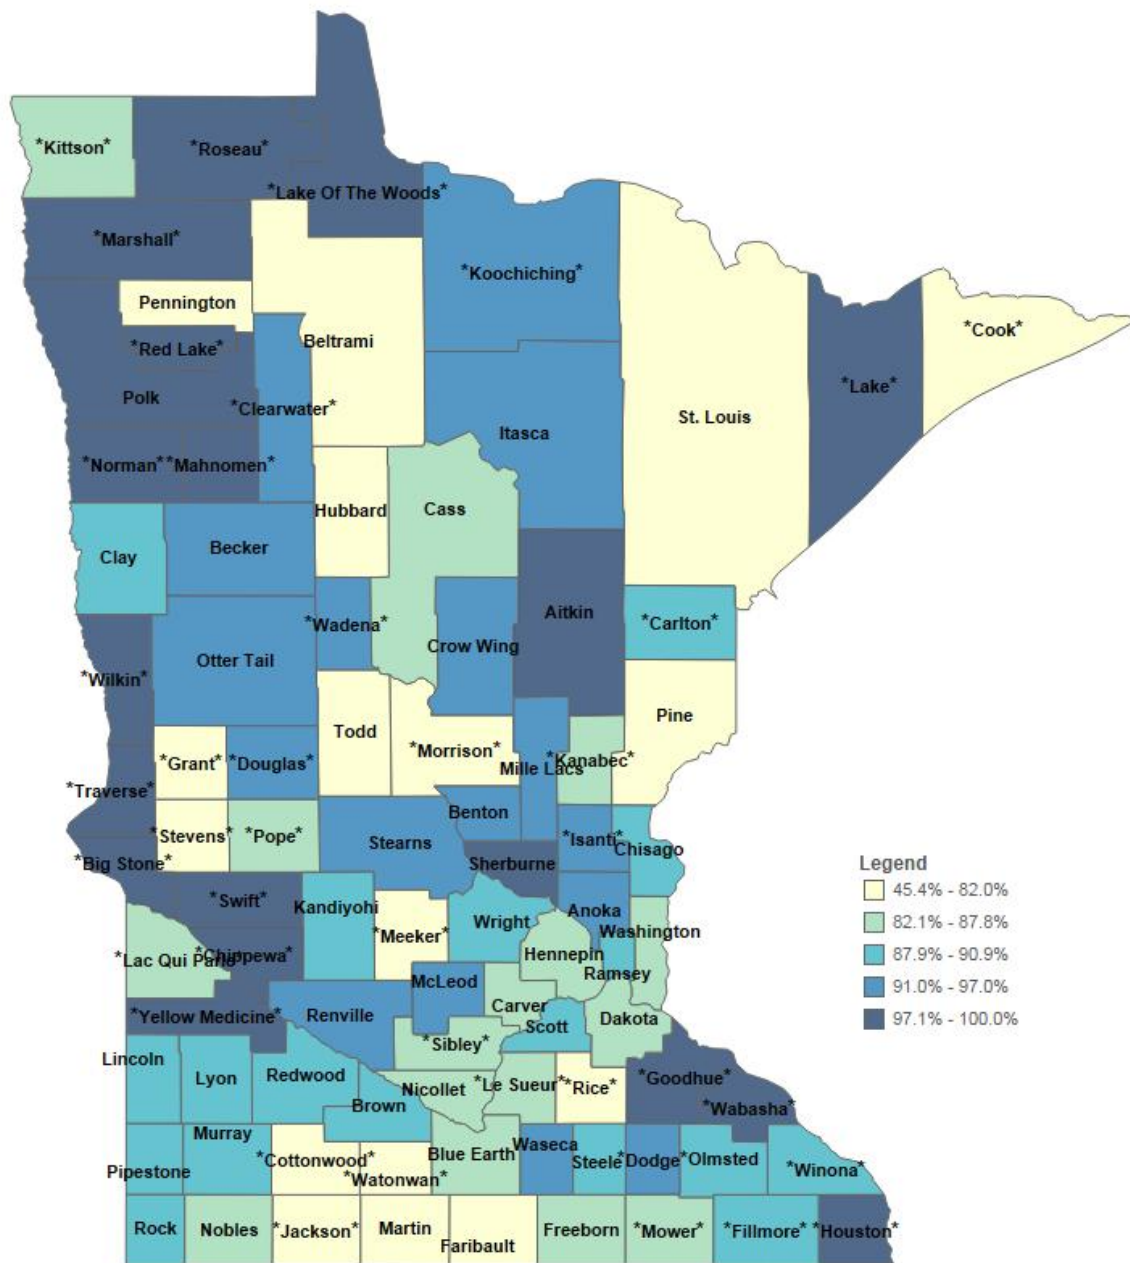 *Kittson*
*Roseau*
*Lake Of The Woods*
*Marshall*
*Koochiching*
Pennington
*Cook*
Beltrami
*Red Lake*
*Lake*
Polk
*Clearwater*
St. Louis
Itasca
*Norman*
*Mahnomen*
Hubbard
Cass
Clay
Becker
Aitkin
*Wadena*
*Carlton*
Crow Wing
Otter Tail
*Wilkin*
Pine
Todd
*Morrison*
*Grant*
*Douglas*
Mille Lacs
*Kanabec*
*Traverse*
Benton
*Stevens*
*Pope*
Stearns
*Isanti*
Chisago
*Big Stone*
Sherburne
*Swift*
Kandiyohi
Anoka
Wright
*Meeker*
Washington
*Chippewa*
Hennepin
*Lac Qui Parle*
Ramsey
McLeod
Carver
*Yellow Medicine*
Renville
Scott
Dakota
*Sibley*
Lincoln
Redwood
Lyon
*Goodhue*
Nicollet
*Le Sueur*
*Rice*
Brown
*Wabasha*
Murray
Waseca
Blue Earth
*Cottonwood*
Steele
*Dodge*
Olmsted
Pipestone
*Winona*
*Watonwan*
Rock
Nobles
*Jackson*
Martin
Faribault
Freeborn
*Mower*
*Fillmore*
*Houston*
Legend
45.4% - 82.0%
82.1% - 87.8%
87.9% - 90.9%
91.0% - 97.0%
97.1% - 100.0%